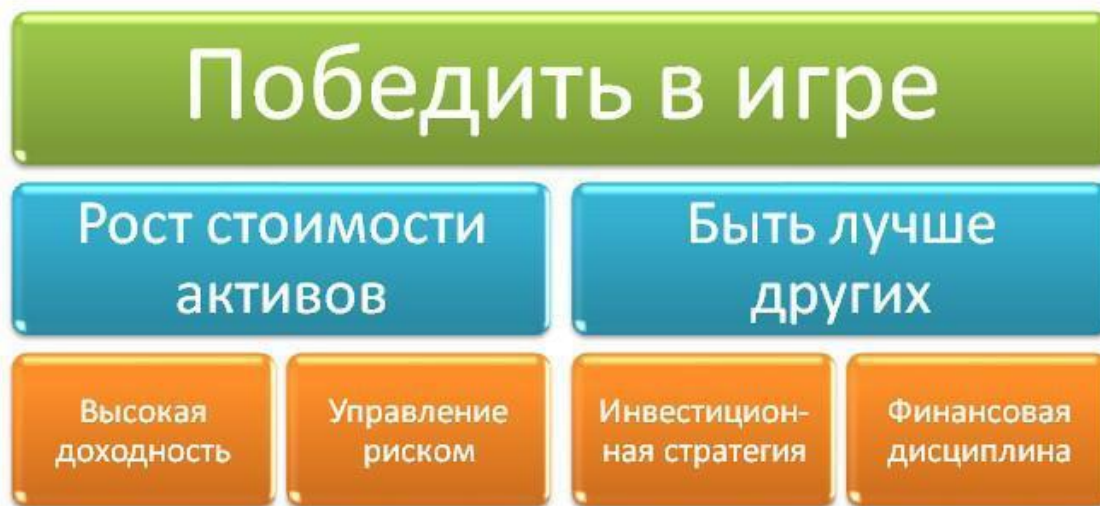 Победить в игре
Рост стоимости
активов
Быть лучше
других
Высокая
доходность
Управление
риском
Инвестицион-
ная стратегия
Финансовая
дисциплина